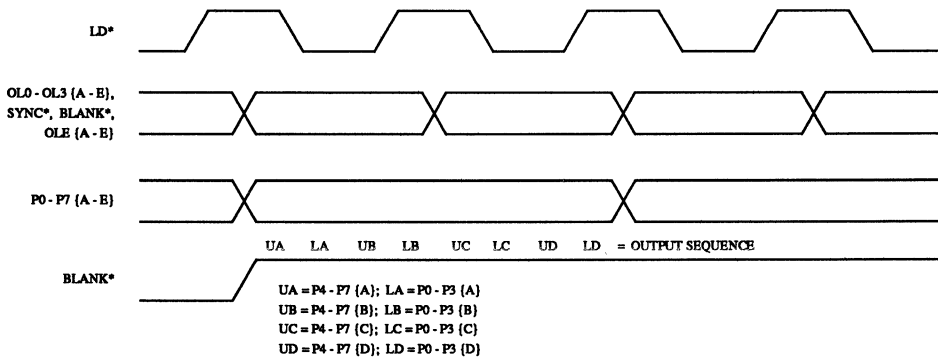 LD*
OL0 - OL3 {A - E},
SYNC*, BLANK*,
OLE {A - E}
P0 - P7 {A - E}
UA LA UB LB UC LC UD LD = OUTPUT SEQUENCE
BLANK*
UA = P4 - P7 {A}; LA = P0 - P3 {A}
UB = P4 - P7 {B}; LB = P0 - P3 {B}
UC = P4 - P7 {C}; LC = P0 - P3 {C}
UD = P4 - P7 {D}; LD = P0 - P3 {D}